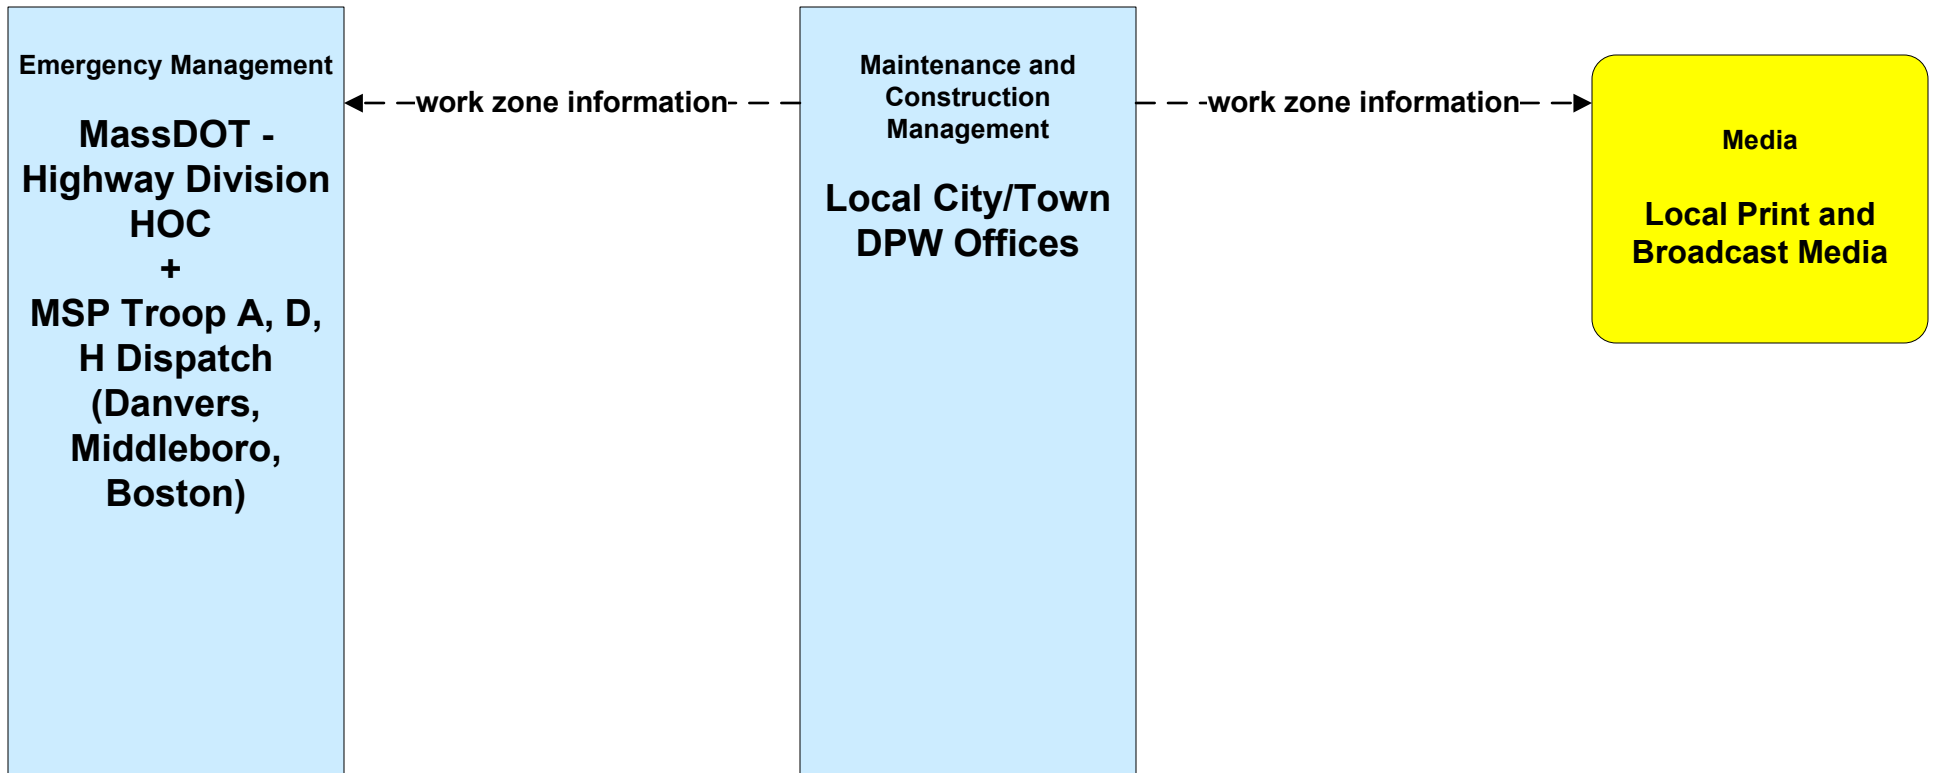 Emergency Management
MassDOT -
Highway Division
HOC
+
MSP Troop A, D,
H Dispatch
(Danvers,
Middleboro,
Boston)
work zone information
Maintenance and
Construction
Management
Local City/Town
DPW Offices
work zone information
Media
Local Print and
Broadcast Media